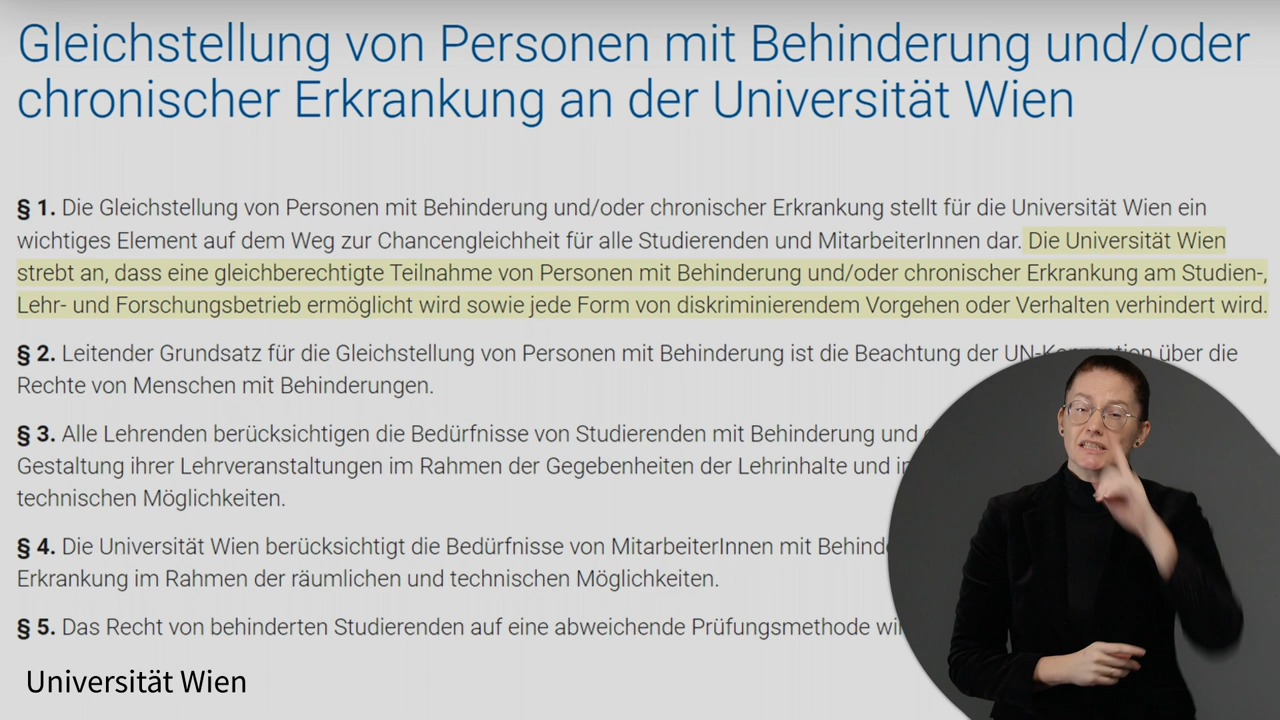 Gleichstellung von Personen mit Behinderung und/oder
chronischer Erkrankung an der Universität Wien
§ 1. Die Gleichstellung von Personen mit Behinderung und/oder chronischer Erkrankung stellt für die Universität Wien ein
wichtiges Element auf dem Weg zur Chancengleichheit für alle Studierenden und MitarbeiterInnen dar. Die Universität Wien
strebt an, dass eine gleichberechtigte Teilnahme von Personen mit Behinderung und/oder chronischer Erkrankung am Studien-,
Lehr- und Forschungsbetrieb ermöglicht wird sowie jede Form von diskriminierendem Vorgehen oder Verhalten verhindert wird.
§ 2. Leitender Grundsatz für die Gleichstellung von Personen mit Behinderung ist die Beachtung der UN-Konvention über die
Rechte von Menschen mit Behinderungen.
§ 3. Alle Lehrenden berücksichtigen die Bedürfnisse von Studierenden mit Behinderung und
Gestaltung ihrer Lehrveranstaltungen im Rahmen der Gegebenheiten der Lehrinhalte und
technischen Möglichkeiten.
§ 4. Die Universität Wien berücksichtigt die Bedürfnisse von MitarbeiterInnen mit
Erkrankung im Rahmen der räumlichen und technischen Möglichkeiten.
§ 5. Das Recht von behinderten Studierenden auf eine abweichende Prüfungsmethode
Universität Wien